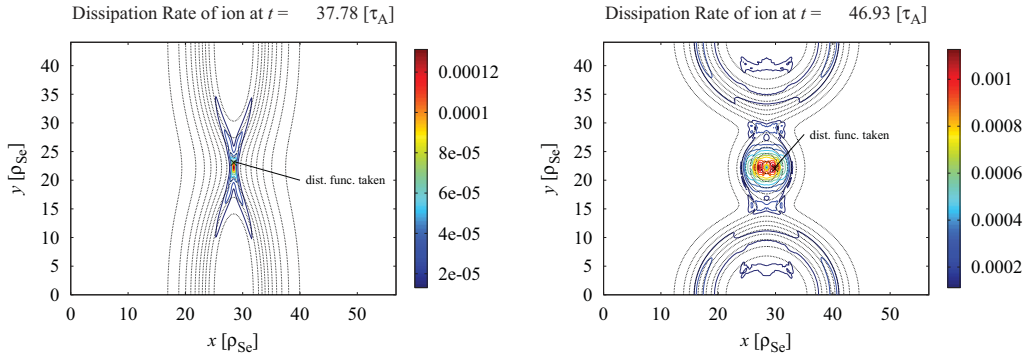 Dissipation Rate of ion at t = 37.78 [τA]
y [ρSe]
40
35
30
25
20
15
10
5
0
dist. func. taken
0 10 20 30 40 50
x [ρSe]
0.00012
0.0001
8e-05
6e-05
4e-05
2e-05
Dissipation Rate of ion at t = 46.93 [τA]
y [ρSe]
40
35
30
25
20
15
10
5
0
dist. func. taken
0 10 20 30 40 50
x [ρSe]
0.001
0.0008
0.0006
0.0004
0.0002